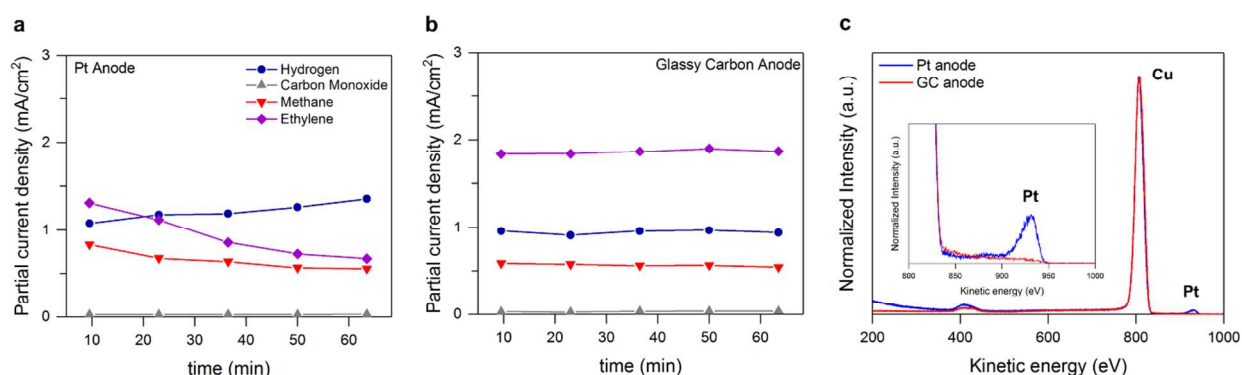 a
Pt Anode
Hydrogen
Carbon Monoxide
Methane
Ethylene
Partial current density (mA/cm²)
3
2
1
0
10 20 30 40 50 60
time (min)
b
Glassy Carbon Anode
Partial current density (mA/cm²)
3
2
1
0
10 20 30 40 50 60
time (min)
c
Pt anode
GC anode
Cu
Pt
Normalized Intensity (a.u.)
200 400 600 800 1000
Kinetic energy (eV)
Normalized Intensity (a.u.)
Pt
800 850 900 950 1000
Kinetic energy (eV)